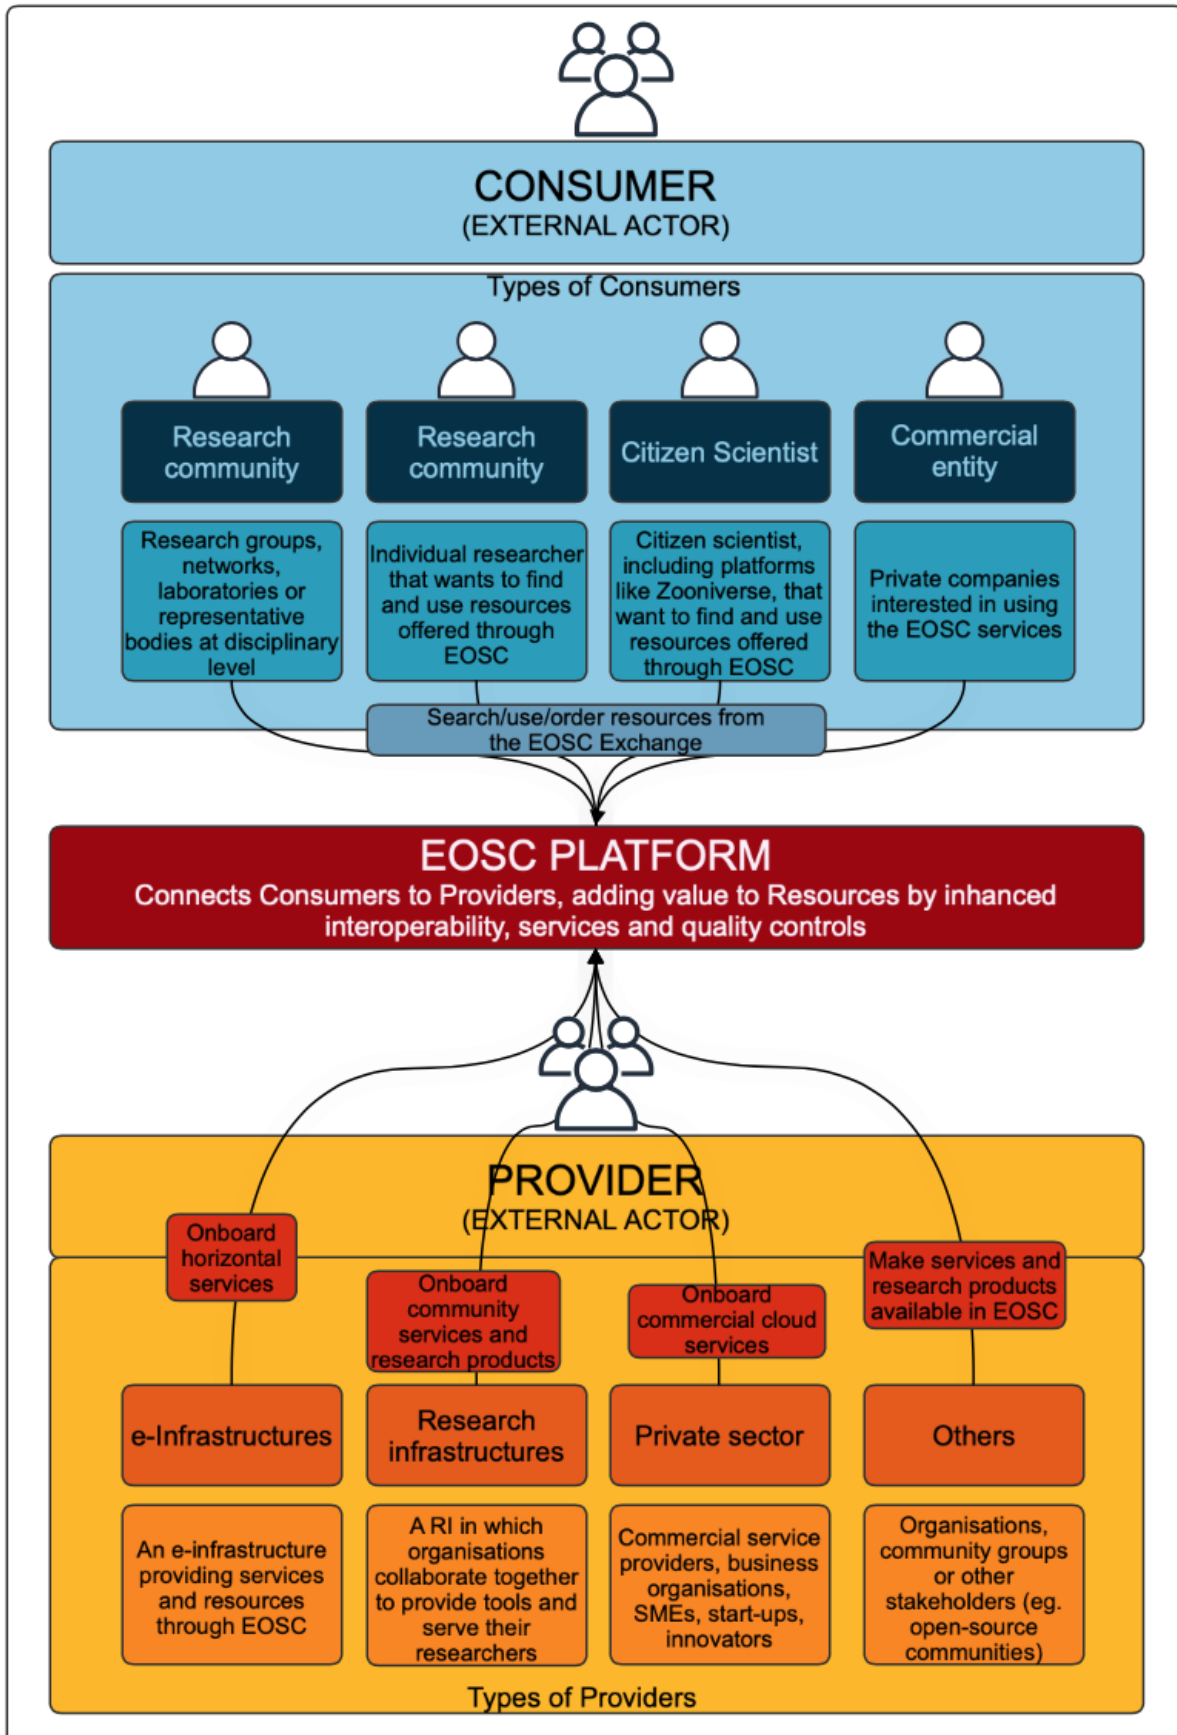 CONSUMER
(EXTERNAL ACTOR)
Types of Consumers
Research
community
Research
community
Citizen Scientist
Commercial
entity
Research groups,
networks,
laboratories or
representative
bodies at disciplinary
level
Individual researcher
that wants to find
and use resources
offered through
EOSC
Citizen scientist,
including platforms
like Zooniverse, that
want to find and use
resources offered
through EOSC
Private companies
interested in using
the EOSC services
Search/use/order resources from
the EOSC Exchange
EOSC PLATFORM
Connects Consumers to Providers, adding value to Resources by inhanced
interoperability, services and quality controls
PROVIDER
(EXTERNAL ACTOR)
Onboard
horizontal
services
Onboard
community
services and
research products
Onboard
commercial cloud
services
Make services and
research products
available in EOSC
e-Infrastructures
Research
infrastructures
Private sector
Others
An e-infrastructure
providing services
and resources
through EOSC
A RI in which
organisations
collaborate together
to provide tools and
serve their
researchers
Commercial service
providers, business
organisations,
SMEs, start-ups,
innovators
Organisations,
community groups
or other
stakeholders (eg.
open-source
communities)
Types of Providers